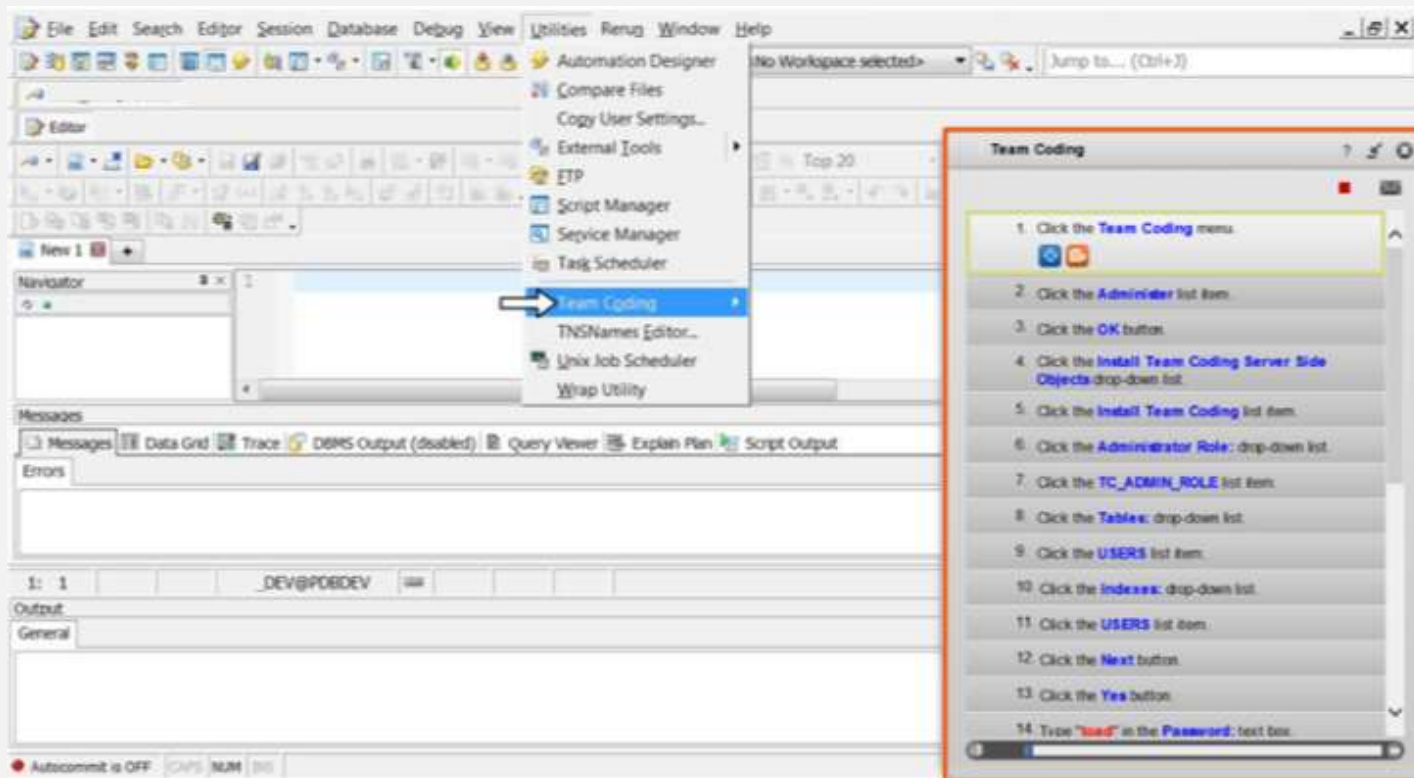 File Edit Search Editor Session Database Debug View Utilities Rerun Window Help
Automation Designer
<No Workspace selected>
Jump to... (Ctrl+J)
Compare Files
Copy User Settings...
Editor
External Tools
Top 20
FTP
Script Manager
Service Manager
New 1
Task Scheduler
Navigator
1
Team Coding
TNSNames Editor...
Unix Job Scheduler
Wrap Utility
Messages
Messages Data Grid Trace DBMS Output (disabled) Query Viewer Explain Plan Script Output
Errors
1: 1
_DEV@PDBDEV
Output
General
Autocommit is OFF CAPS NUM INS
Team Coding
?
1. Click the Team Coding menu.
2. Click the Administer list item.
3. Click the OK button.
4. Click the Install Team Coding Server Side
Objects drop-down list.
5. Click the Install Team Coding list item.
6. Click the Administrator Role: drop-down list.
7. Click the TC_ADMIN_ROLE list item.
8. Click the Tables: drop-down list.
9. Click the USERS list item.
10. Click the Indexes: drop-down list.
11. Click the USERS list item.
12. Click the Next button.
13. Click the Yes button.
14. Type "toad" in the Password: text box.